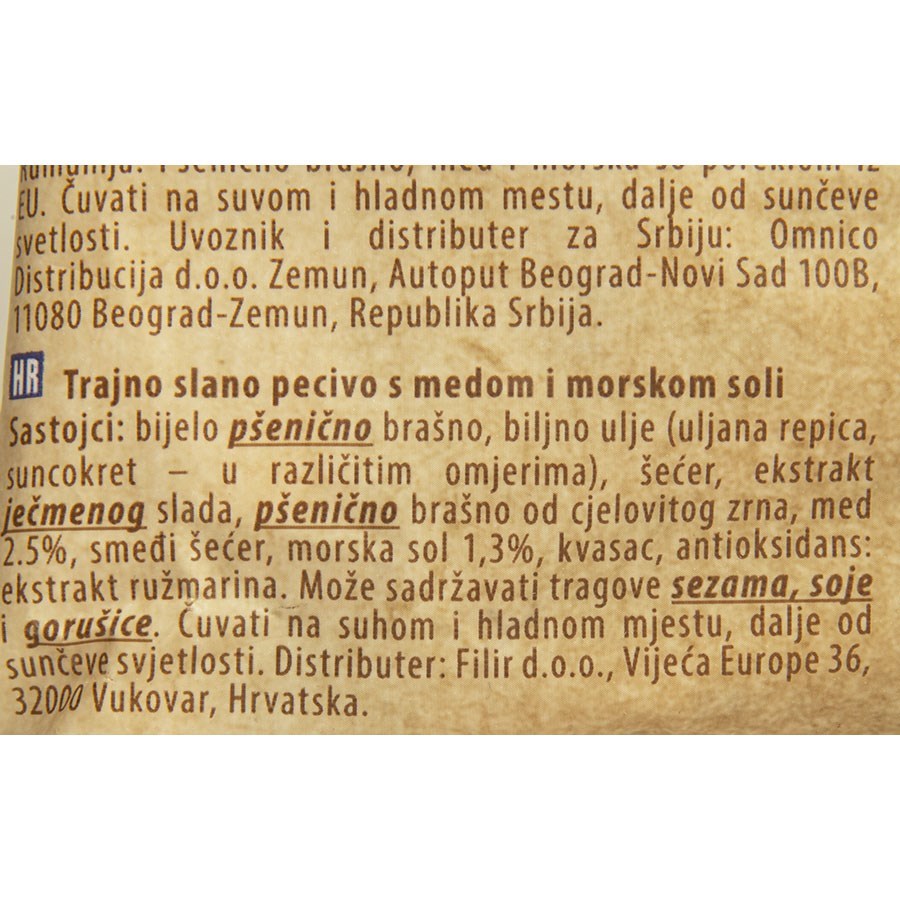 EU. Čuvati na suvom i hladnom mestu, dalje od sunčeve
svetlosti. Uvoznik i distributer za Srbiju: Omnico
Distribucija d.o.o. Zemun, Autoput Beograd-Novi Sad 100B,
11080 Beograd-Zemun, Republika Srbija.
HR Trajno slano pecivo s medom i morskom soli
Sastojci: bijelo pšenično brašno, biljno ulje (uljana repica,
suncokret – u različitim omjerima), šećer, ekstrakt
ječmenog slada, pšenično brašno od cjelovitog zrna, med
2.5%, smeđi šećer, morska sol 1,3%, kvasac, antioksidans:
ekstrakt ružmarina. Može sadržavati tragove sezama, soje
i gorušice. Čuvati na suhom i hladnom mjestu, dalje od
sunčeve svjetlosti. Distributer: Filir d.o.o., Vijeća Europe 36,
32000 Vukovar, Hrvatska.